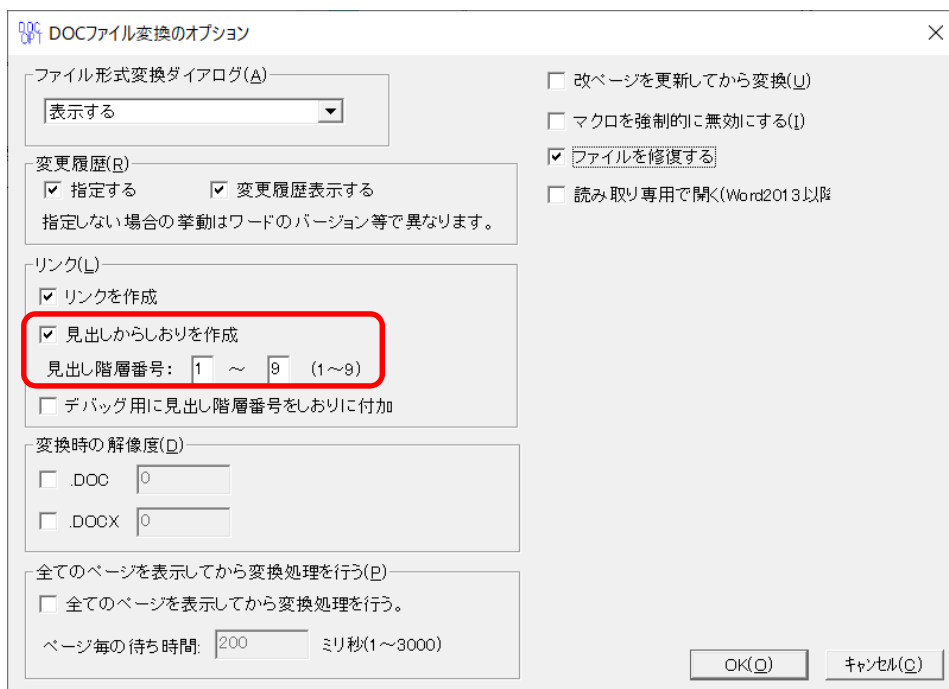 DOCファイル変換のオプション
ファイル形式変換ダイアログ(A)
表示する
変更履歴(R)
指定する 変更履歴表示する
指定しない場合の挙動はワードのバージョン等で異なります。
リンク(L)
リンクを作成
見出しからしおりを作成
見出し階層番号: 1 ～ 9 (1～9)
デバッグ用に見出し階層番号をしおりに付加
変換時の解像度(D)
.DOC 0
.DOCX 0
全てのページを表示してから変換処理を行う(P)
全てのページを表示してから変換処理を行う。
ページ毎の待ち時間: 200 ミリ秒(1～3000)
改ページを更新してから変換(U)
マクロを強制的に無効にする(I)
ファイルを修復する
読み取り専用で開く(Word2013以降
OK(O) キャンセル(C)